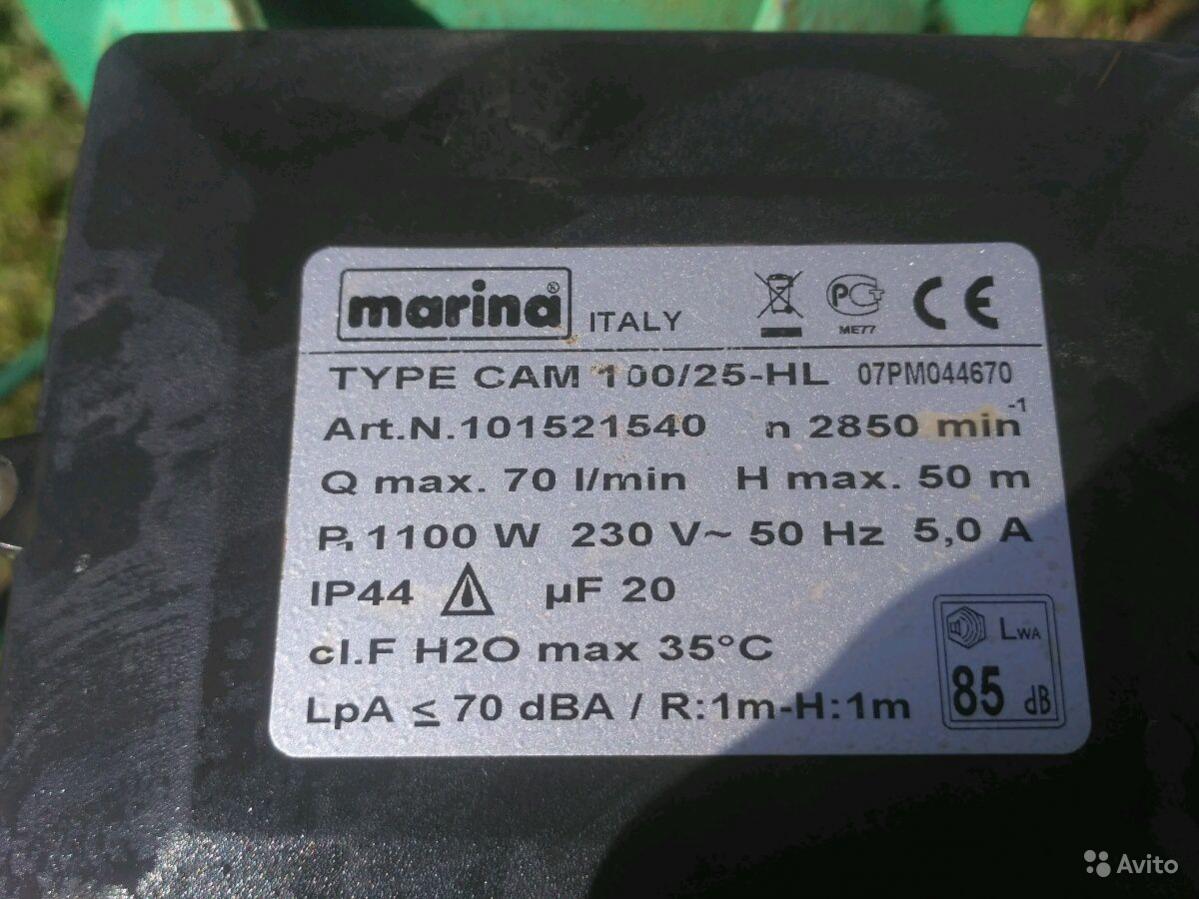 marina® ITALY
ME77
CE
TYPE CAM 100/25-HL 07PM044670
Art.N.101521540 n 2850 min⁻¹
Q max. 70 l/min H max. 50 m
P₁ 1100 W 230 V~ 50 Hz 5,0 A
IP44 µF 20
cl.F H2O max 35°C
LWA
85 dB
LpA ≤ 70 dBA / R:1m-H:1m
Avito